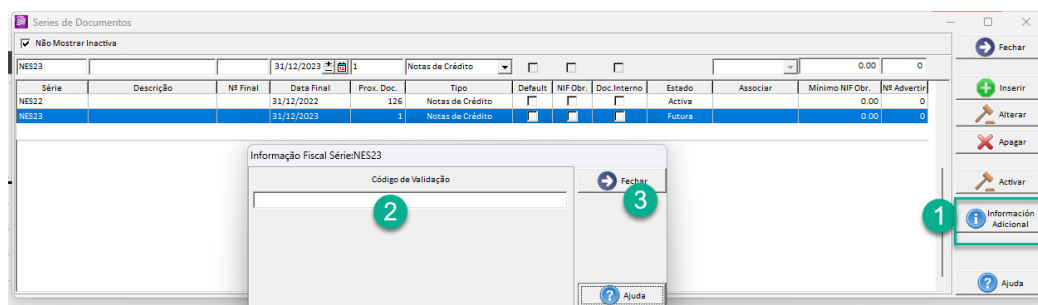 Series de Documentos
Não Mostrar Inactiva
Fechar
NES23 31/12/2023 1 Notas de Crédito 0.00 0
Série Descrição Nº Final Data Final Prox. Doc. Tipo Default NIF Obr. Doc.Interno Estado Associar Mínimo NIF Obr. Nº Advertir
NES22 31/12/2022 126 Notas de Crédito Activa 0.00 0
NES23 31/12/2023 1 Notas de Crédito Futura 0.00 0
Inserir
Alterar
Apagar
Activar
1
Información
Adicional
Ajuda
Informação Fiscal Série:NES23
Código de Validação
Fechar
2
3
Ajuda